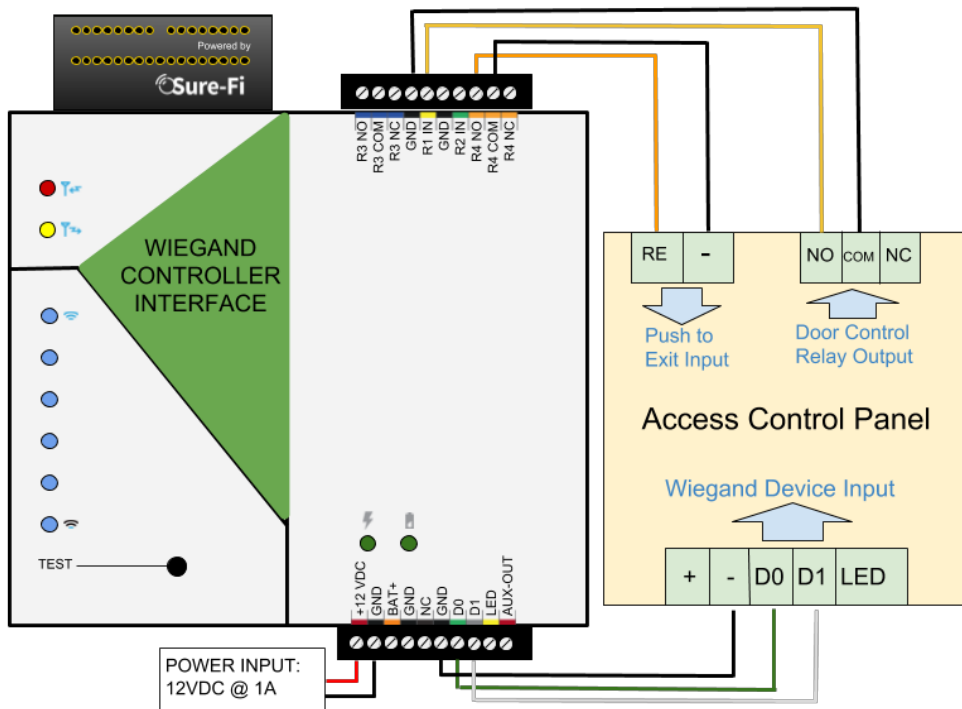 Powered by
Sure-Fi
R3 NO
R3 COM
R3 NC
GND
R1 IN
GND
R2 IN
R4 NO
R4 COM
R4 NC
WIEGAND
CONTROLLER
INTERFACE
RE
-
NO
COM
NC
Push to
Exit Input
Door Control
Relay Output
Access Control Panel
Wiegand Device Input
+
-
D0
D1
LED
TEST
+12 VDC
GND
BAT+
GND
NC
GND
D0
D1
LED
AUX-OUT
POWER INPUT:
12VDC @ 1A